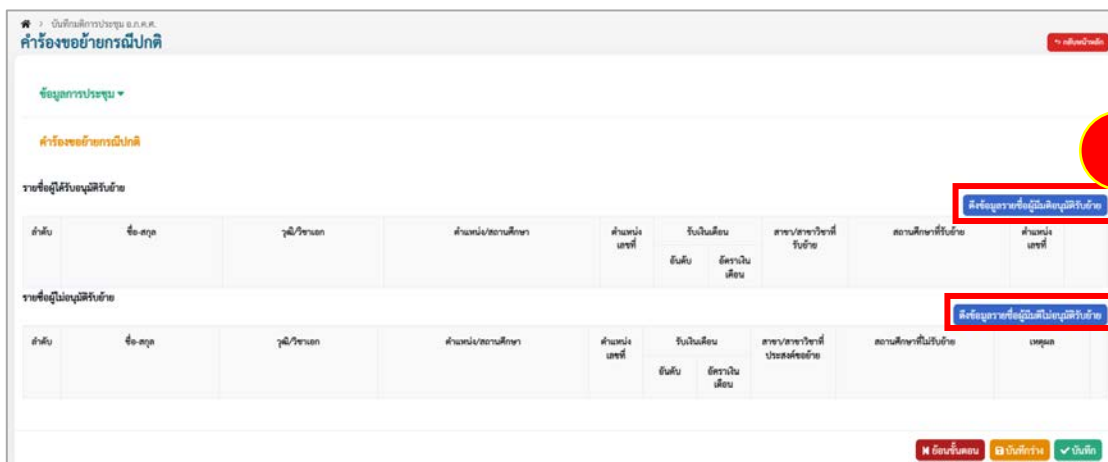 บันทึกมติการประชุม อ.ก.ค.ศ.
คำร้องขอย้ายกรณีปกติ
กลับหน้าหลัก
ข้อมูลการประชุม
คำร้องขอย้ายกรณีปกติ
รายชื่อผู้ได้รับอนุมัติรับย้าย
ดึงข้อมูลรายชื่อผู้มีมติอนุมัติรับย้าย
ลำดับ ชื่อ-สกุล วุฒิ/วิชาเอก ตำแหน่ง/สถานศึกษา ตำแหน่งเลขที่ รับเงินเดือน สาขา/สาขาวิชาที่รับย้าย สถานศึกษาที่รับย้าย ตำแหน่งเลขที่
อันดับ อัตราเงินเดือน
รายชื่อผู้ไม่อนุมัติรับย้าย
ดึงข้อมูลรายชื่อผู้มีมติไม่อนุมัติรับย้าย
ลำดับ ชื่อ-สกุล วุฒิ/วิชาเอก ตำแหน่ง/สถานศึกษา ตำแหน่งเลขที่ รับเงินเดือน สาขา/สาขาวิชาที่ประสงค์ขอย้าย สถานศึกษาที่ไม่รับย้าย เหตุผล
อันดับ อัตราเงินเดือน
ย้อนขั้นตอน บันทึกร่าง บันทึก